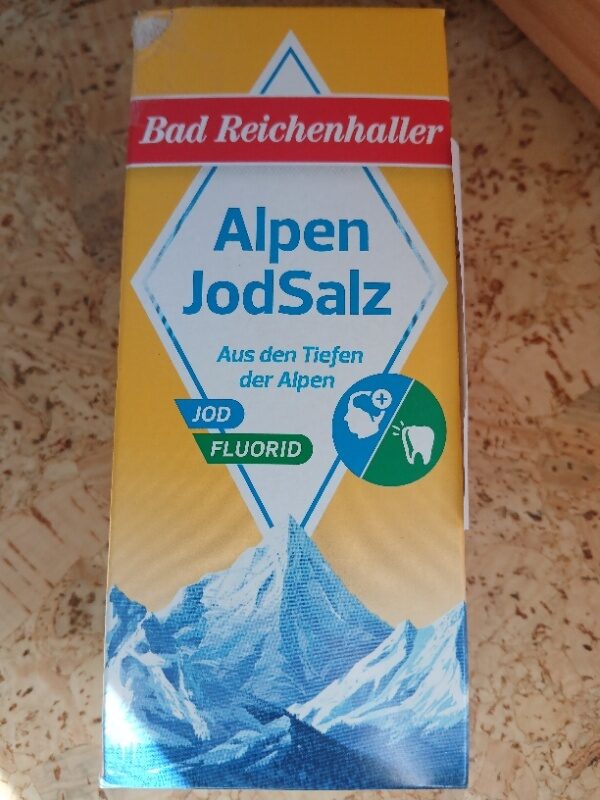 Bad Reichenhaller
Alpen
JodSalz
Aus den Tiefen
der Alpen
JOD
FLUORID